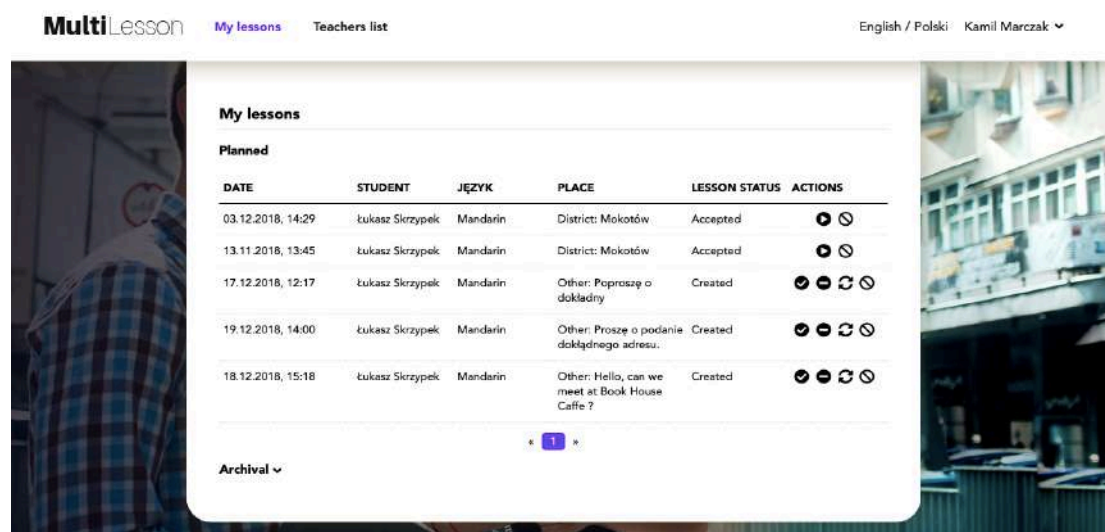 MultiLesson My lessons Teachers list English / Polski Kamil Marczak
My lessons
Planned
DATE STUDENT JĘZYK PLACE LESSON STATUS ACTIONS
03.12.2018, 14:29 Łukasz Skrzypek Mandarin District: Mokotów Accepted
13.11.2018, 13:45 Łukasz Skrzypek Mandarin District: Mokotów Accepted
17.12.2018, 12:17 Łukasz Skrzypek Mandarin Other: Poproszę o Created
dokładny
19.12.2018, 14:00 Łukasz Skrzypek Mandarin Other: Proszę o podanie Created
dokłądnego adresu.
18.12.2018, 15:18 Łukasz Skrzypek Mandarin Other: Hello, can we Created
meet at Book House
Caffe ?
« 1 »
Archival